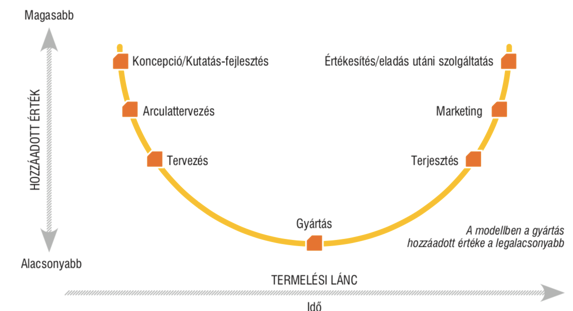 Magasabb
Koncepció/Kutatás-fejlesztés
Értékesítés/eladás utáni szolgáltatás
Arculattervezés
Marketing
HOZZÁADOTT ÉRTÉK
Tervezés
Terjesztés
Gyártás
A modellben a gyártás
hozzáadott értéke a legalacsonyabb
Alacsonyabb
TERMELÉSI LÁNC
Idő